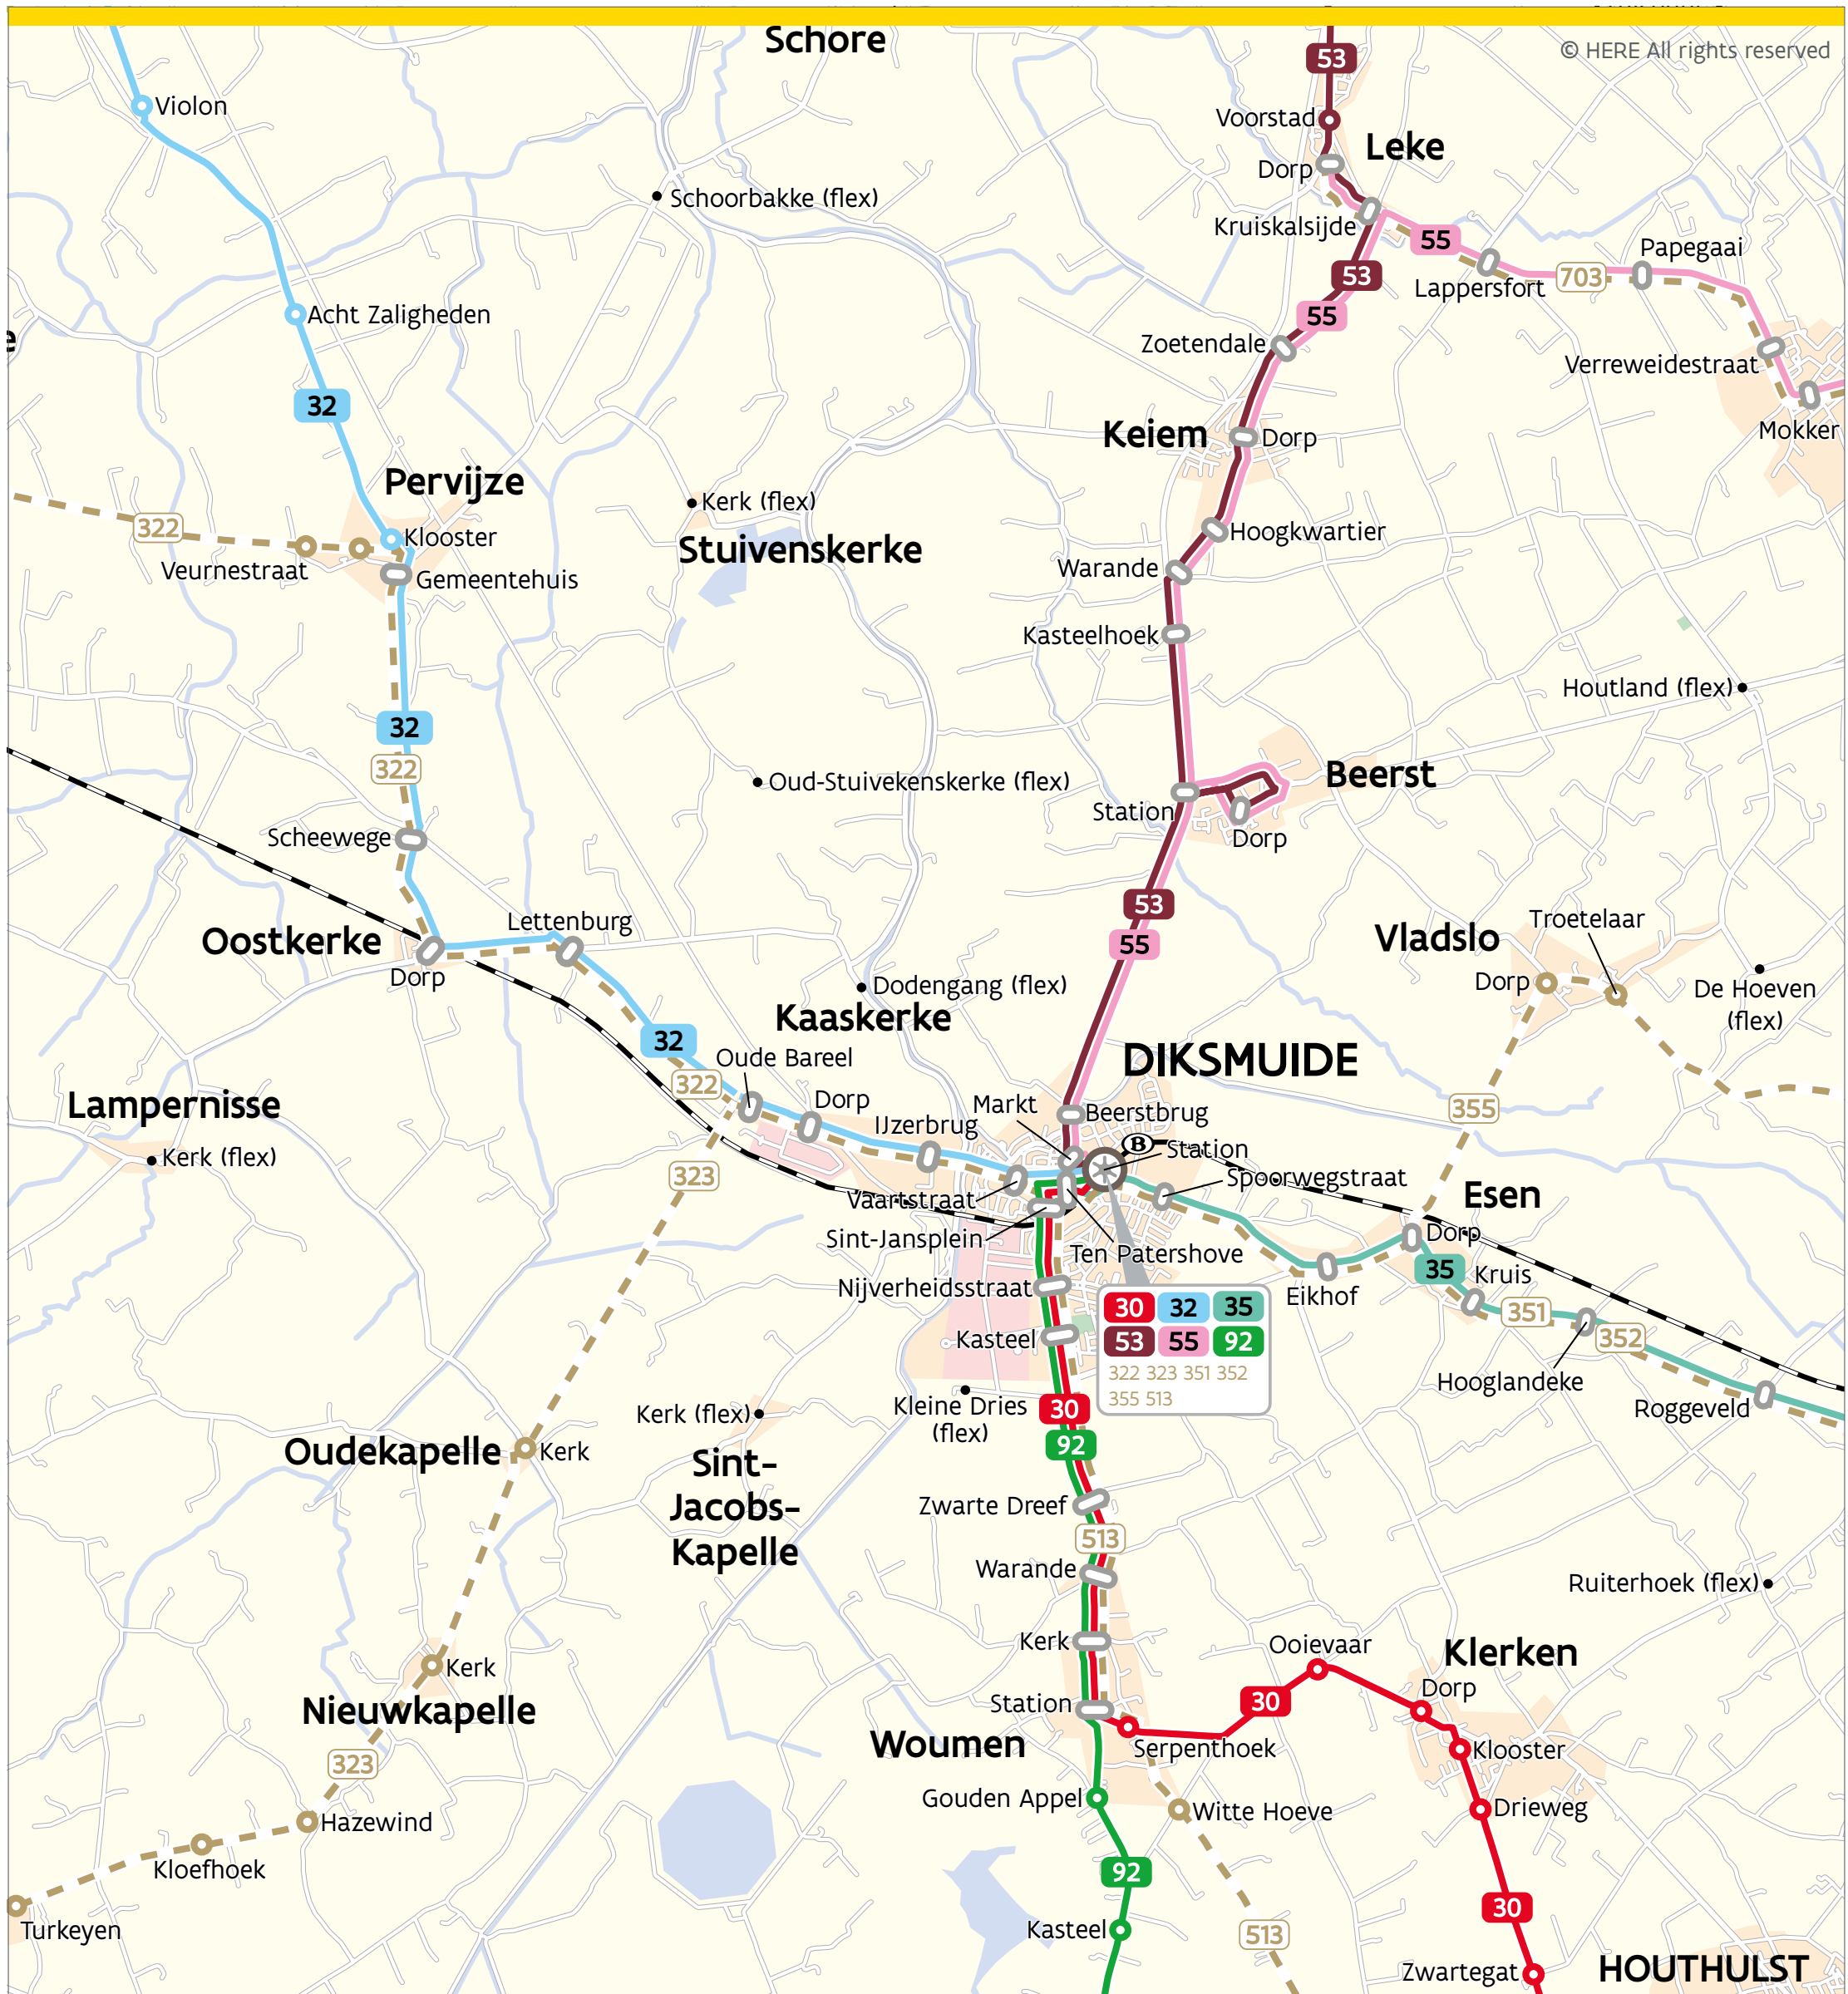 Schore
53
© HERE All rights reserved
Violon
Voorstad
Leke
Dorp
Schoorbakke (flex)
Kruiskalsijde
55
Papegaai
53
703
Lappersfort
Acht Zaligheden
55
Zoetendale
Verreweidestraat
32
Keiem
Dorp
Mokker
Pervijze
Kerk (flex)
322
Klooster
Hoogkwartier
Stuivenskerke
Veurnestraat
Gemeentehuis
Warande
Kasteelhoek
Houtland (flex)
32
322
Oud-Stuivekenskerke (flex)
Beerst
Station
Dorp
Scheewege
53
Lettenburg
Troetelaar
Oostkerke
55
Vladslo
Dorp
Dorp
Dodengang (flex)
De Hoeven
(flex)
Kaaskerke
32
Oude Bareel
DIKSMUIDE
322
Lampernisse
Dorp
Markt
Beerstbrug
355
IJzerbrug
B
Station
Kerk (flex)
323
Spoorwegstraat
Vaartstraat
Esen
Sint-Jansplein
Ten Patershove
Dorp
35
Kruis
Nijverheidsstraat
Eikhof
30 32 35
351
53 55 92
352
Kasteel
322 323 351 352
355 513
Hooglandeke
Kleine Dries
(flex)
30
Roggeveld
Kerk (flex)
92
Oudekapelle
Kerk
Sint-
Jacobs-
Kapelle
Zwarte Dreef
513
Warande
Ruiterhoek (flex)
Kerk
Ooievaar
Klerken
Kerk
Dorp
Nieuwkapelle
Station
30
Woumen
Serpenthoek
Klooster
323
Gouden Appel
Witte Hoeve
Drieweg
Hazewind
Kloefhoek
92
30
Turkeyen
Kasteel
513
Zwartegat
HOUTHULST